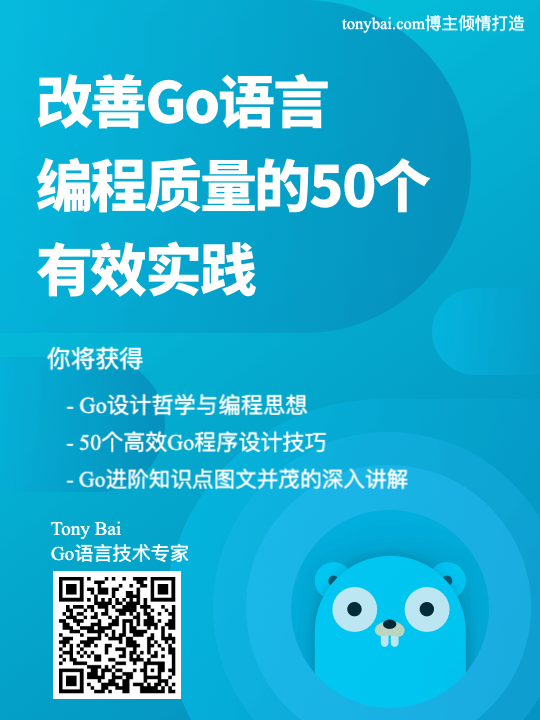 tonybai.com博主倾情打造
改善Go语言
编程质量的50个
有效实践
你将获得
- Go设计哲学与编程思想
- 50个高效Go程序设计技巧
- Go进阶知识点图文并茂的深入讲解
Tony Bai
Go语言技术专家